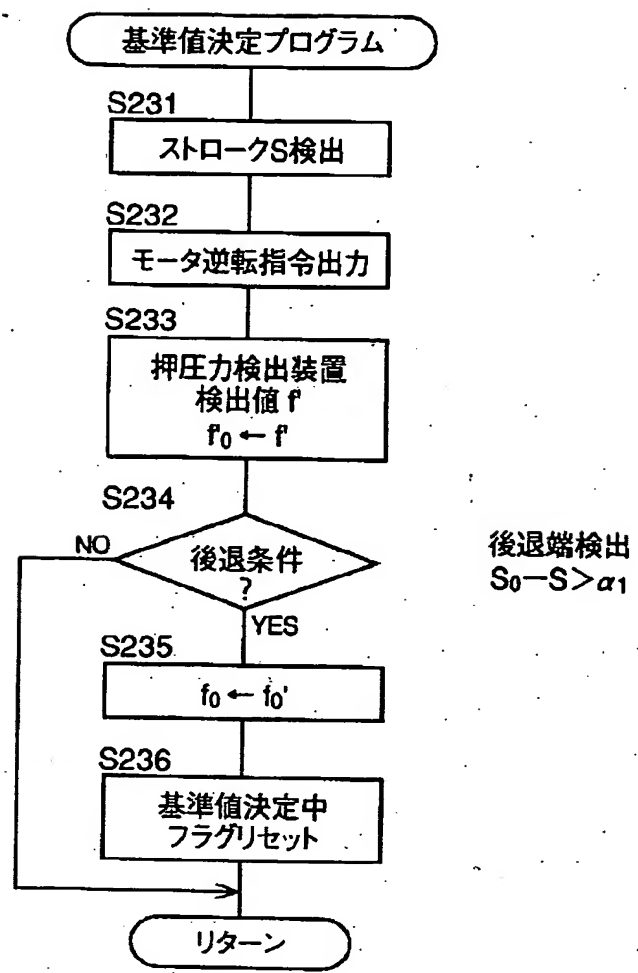 基準値決定プログラム
S231
ストロークS検出
S232
モータ逆転指令出力
S233
押圧力検出装置
検出値 f'
f'0 ← f'
S234
NO
後退条件
?
後退端検出
S0－S＞α1
YES
S235
f0 ← f0'
S236
基準値決定中
フラグリセット
リターン